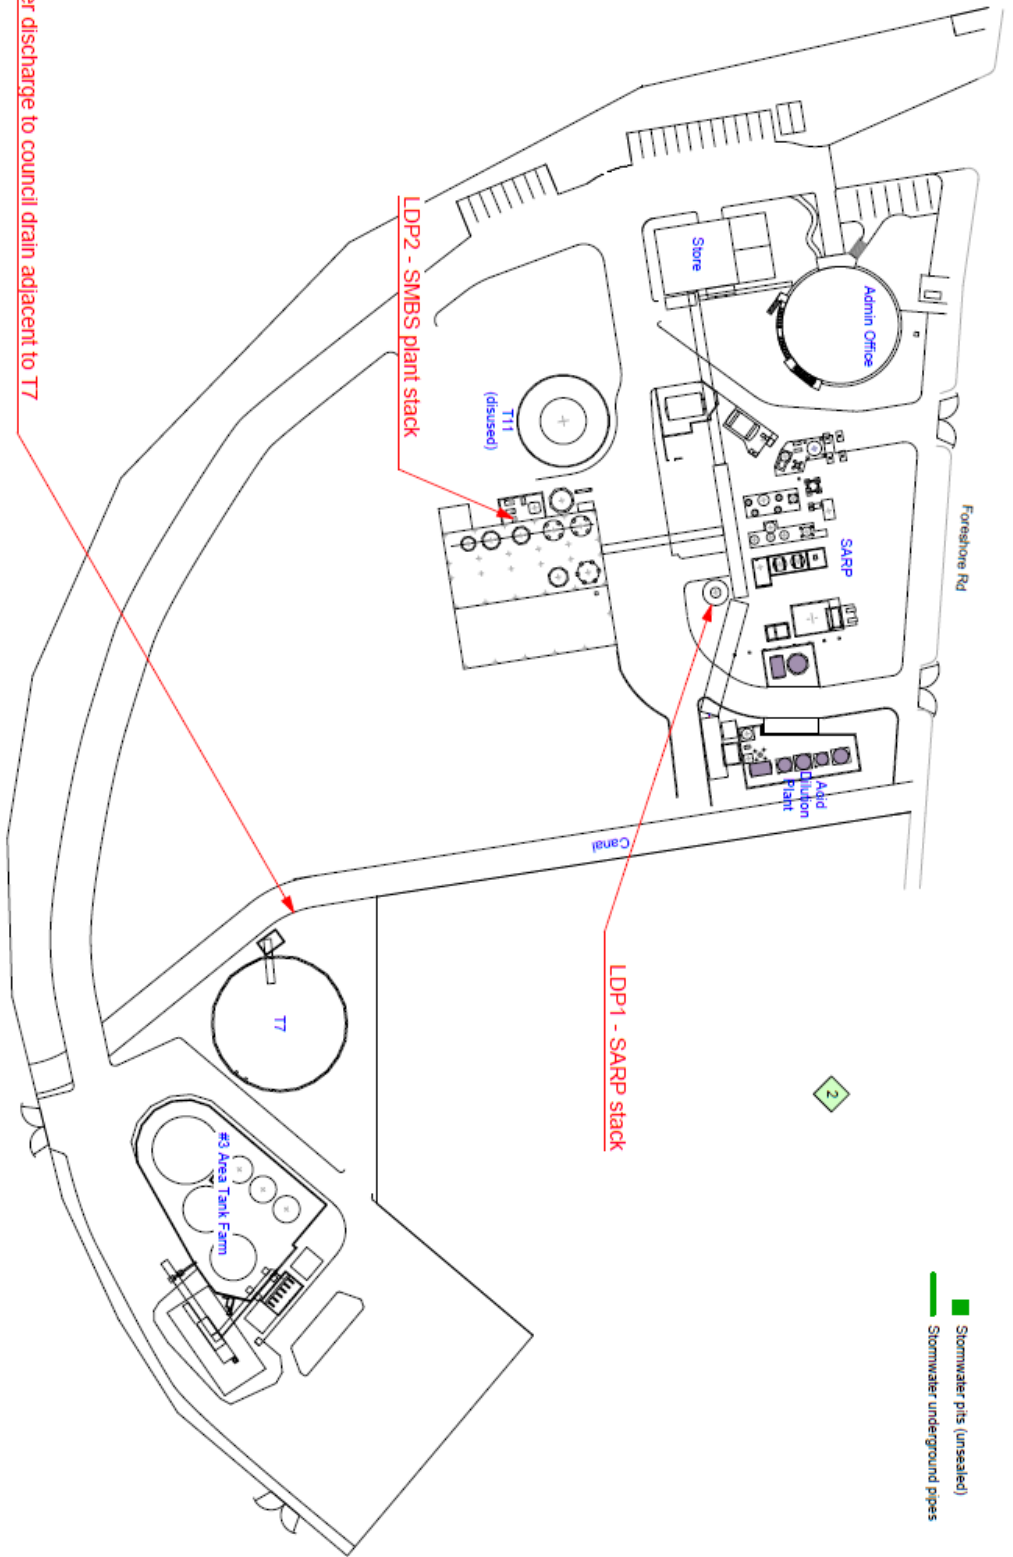 Foreshore Rd
Stormwater pits (unsealed)
Stormwater underground pipes
Admin Office
Store
SARP
Acid
Dilution
Plant
Canal
T11
(disused)
LDP2 - SMBS plant stack
LDP1 - SARP stack
2
T7
#3 Area Tank Farm
discharge to council drain adjacent to T7